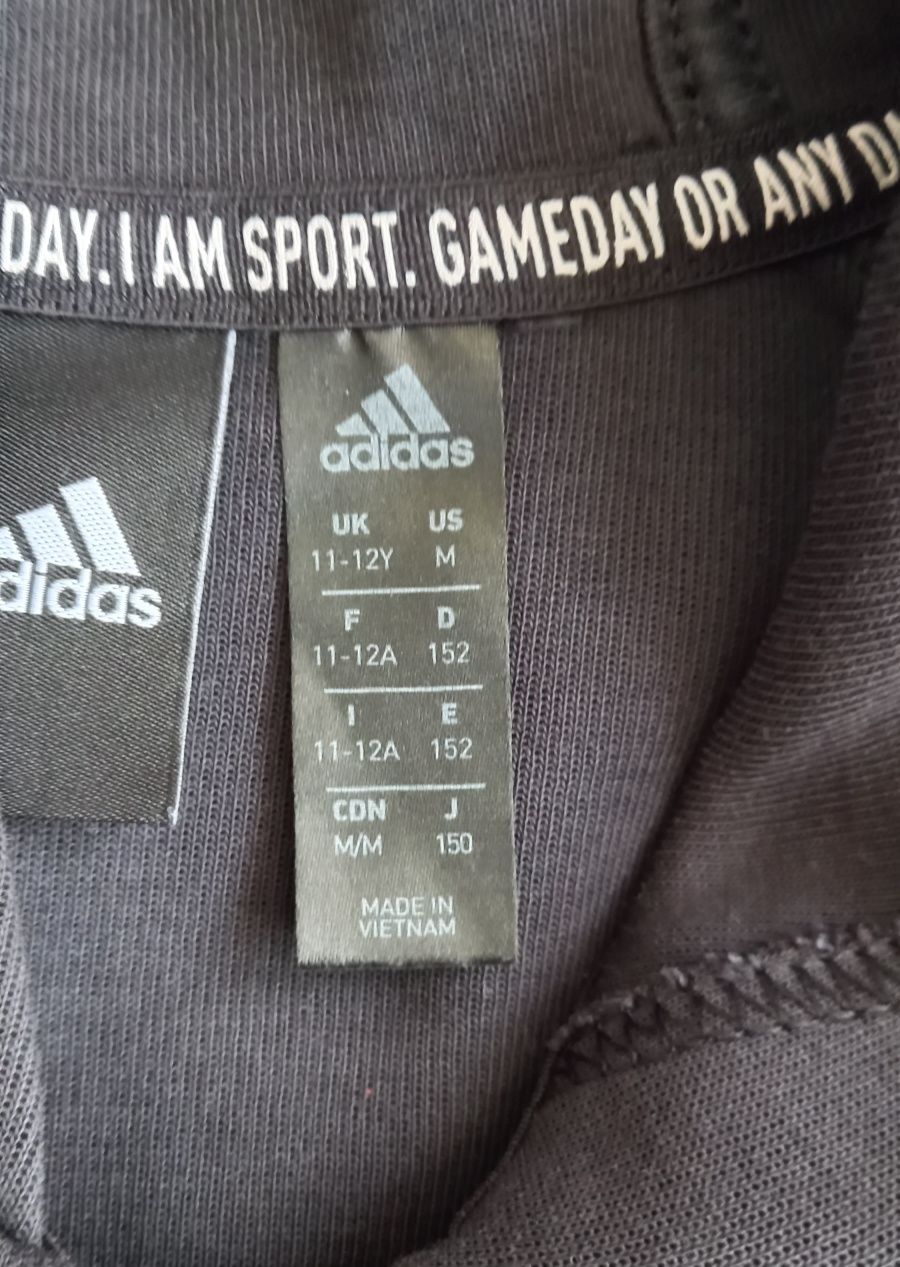 DAY. I AM SPORT. GAMEDAY OR ANY
adidas
adidas
UK US
11-12Y M
F D
11-12A 152
I E
11-12A 152
CDN J
M/M 150
MADE IN
VIETNAM